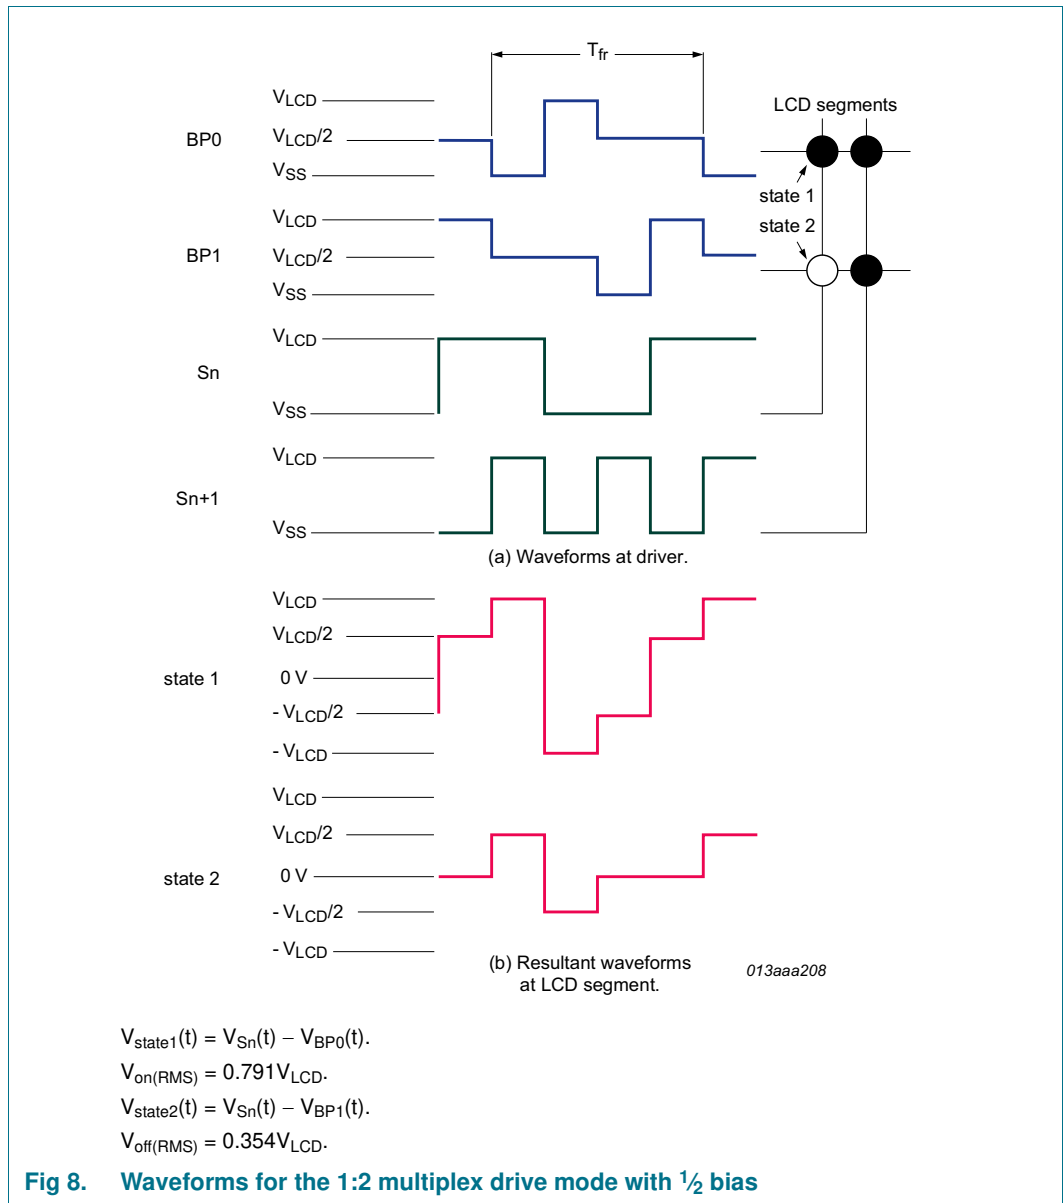 Tfr
BP0
VLCD
VLCD/2
VSS
LCD segments
state 1
state 2
BP1
VLCD
VLCD/2
VSS
Sn
VLCD
VSS
Sn+1
VLCD
VSS
(a) Waveforms at driver.
state 1
VLCD
VLCD/2
0 V
- VLCD/2
- VLCD
state 2
VLCD
VLCD/2
0 V
- VLCD/2
- VLCD
(b) Resultant waveforms
at LCD segment.
013aaa208
Vstate1(t) = VSn(t) − VBP0(t).
Von(RMS) = 0.791VLCD.
Vstate2(t) = VSn(t) − VBP1(t).
Voff(RMS) = 0.354VLCD.
Fig 8. Waveforms for the 1:2 multiplex drive mode with 1⁄2 bias